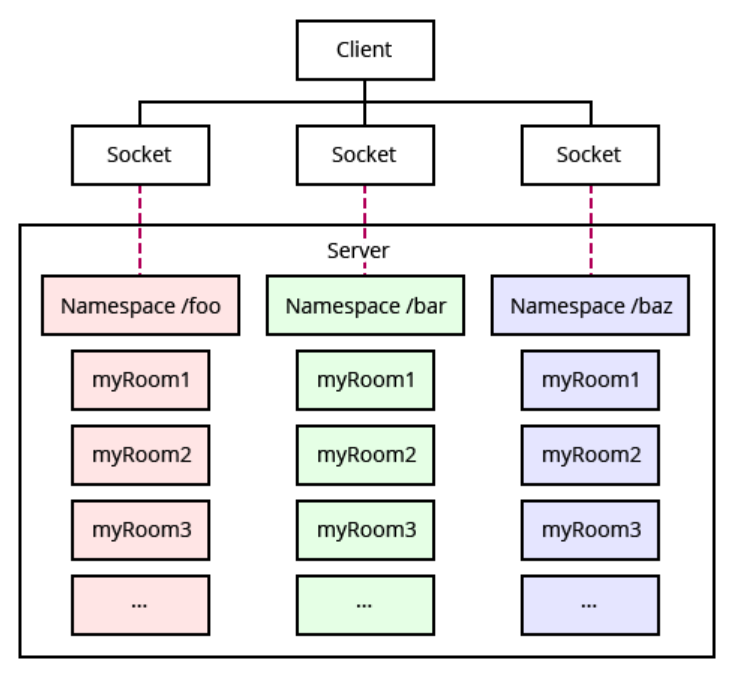 Client
Socket
Socket
Socket
Server
Namespace /foo
Namespace /bar
Namespace /baz
myRoom1
myRoom1
myRoom1
myRoom2
myRoom2
myRoom2
myRoom3
myRoom3
myRoom3
...
...
...